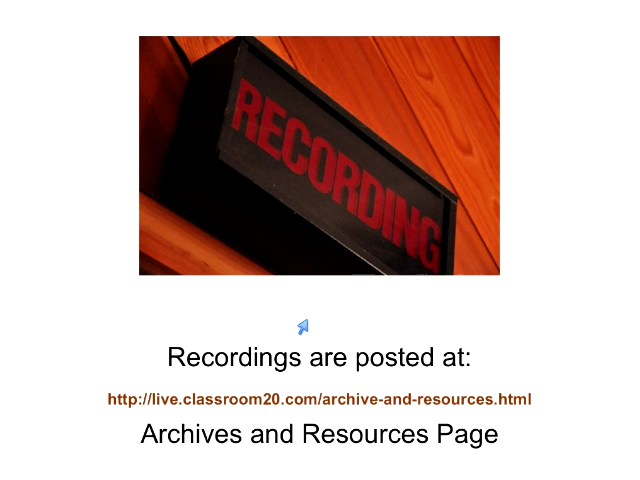 RECORDING
Recordings are posted at:
http://live.classroom20.com/archive-and-resources.html
Archives and Resources Page